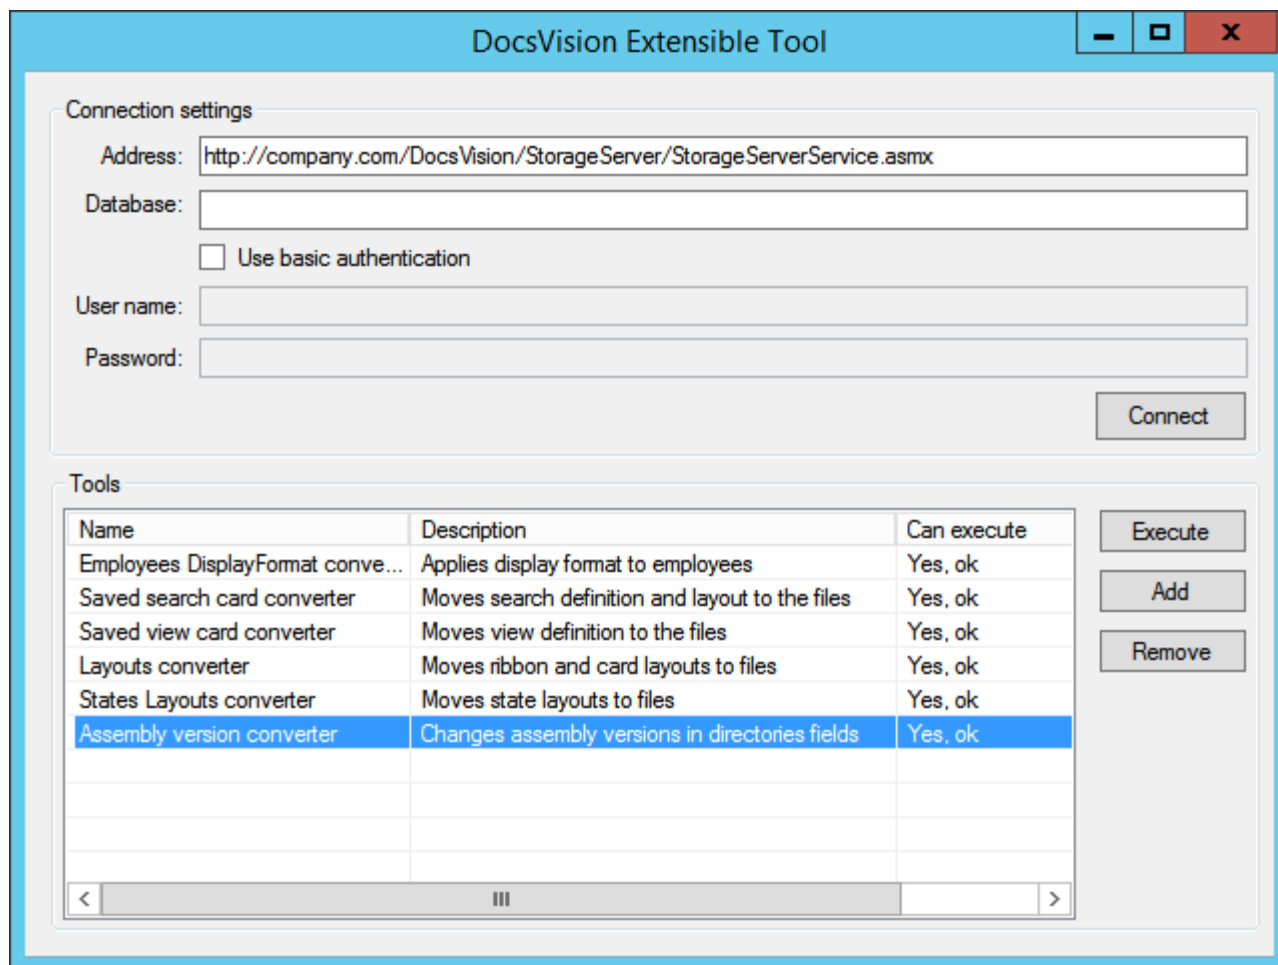 DocsVision Extensible Tool
Connection settings
Address: http://company.com/DocsVision/StorageServer/StorageServerService.asmx
Database:
Use basic authentication
User name:
Password:
Connect
Tools
Name Description Can execute
Execute
Employees DisplayFormat conve... Applies display format to employees Yes, ok
Saved search card converter Moves search definition and layout to the files Yes, ok
Add
Saved view card converter Moves view definition to the files Yes, ok
Layouts converter Moves ribbon and card layouts to files Yes, ok
Remove
States Layouts converter Moves state layouts to files Yes, ok
Assembly version converter Changes assembly versions in directories fields Yes, ok